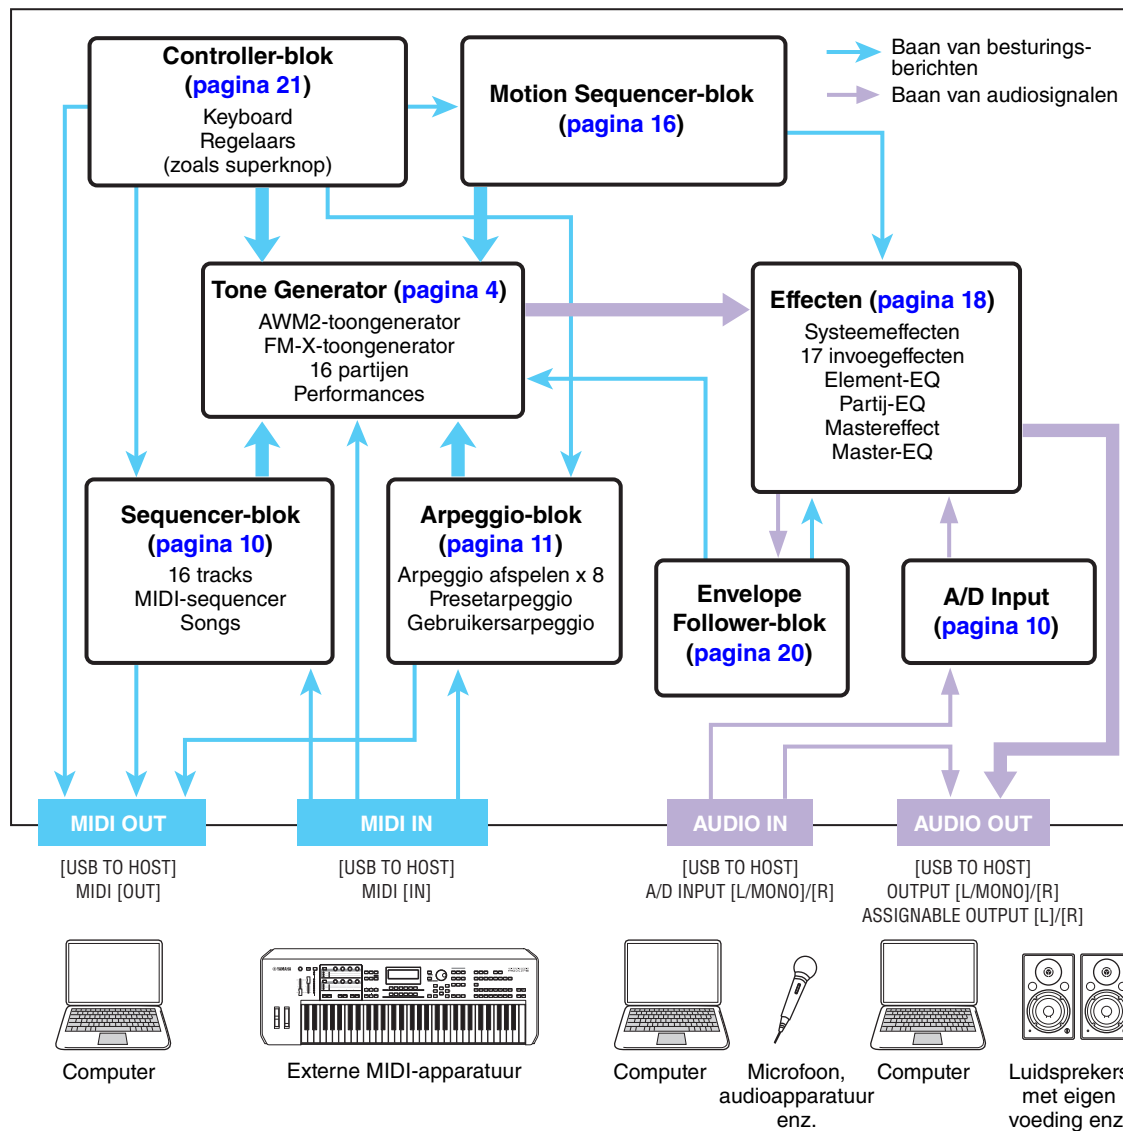 Controller-blok
(pagina 21)
Keyboard
Regelaars
(zoals superknop)
Motion Sequencer-blok
(pagina 16)
Baan van besturings-
berichten
Baan van audiosignalen
Tone Generator (pagina 4)
AWM2-toongenerator
FM-X-toongenerator
16 partijen
Performances
Effecten (pagina 18)
Systeemeffecten
17 invoegeffecten
Element-EQ
Partij-EQ
Mastereffect
Master-EQ
Sequencer-blok
(pagina 10)
16 tracks
MIDI-sequencer
Songs
Arpeggio-blok
(pagina 11)
Arpeggio afspelen x 8
Presetarpeggio
Gebruikersarpeggio
Envelope
Follower-blok
(pagina 20)
A/D Input
(pagina 10)
MIDI OUT
MIDI IN
AUDIO IN
AUDIO OUT
[USB TO HOST]
MIDI [OUT]
[USB TO HOST]
MIDI [IN]
[USB TO HOST]
A/D INPUT [L/MONO]/[R]
[USB TO HOST]
OUTPUT [L/MONO]/[R]
ASSIGNABLE OUTPUT [L]/[R]
Computer
Externe MIDI-apparatuur
Computer
Microfoon,
audioapparatuur
enz.
Computer
Luidsprekers
met eigen
voeding enz.